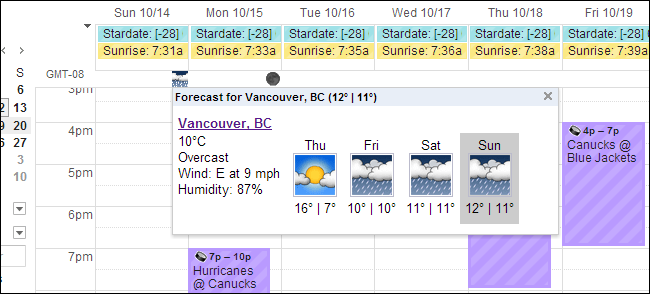 Sun 10/14 Mon 10/15 Tue 10/16 Wed 10/17 Thu 10/18 Fri 10/19
Stardate: [-28] Stardate: [-28] Stardate: [-28] Stardate: [-28] Stardate: [-28] Stardate: [-28]
Sunrise: 7:31a Sunrise: 7:33a Sunrise: 7:35a Sunrise: 7:36a Sunrise: 7:38a Sunrise: 7:39a
S
GMT-08
6
3pm
13
20
27
3
10
Forecast for Vancouver, BC (12° | 11°)
Vancouver, BC
10°C
Overcast
Wind: E at 9 mph
Humidity: 87%
Thu Fri Sat Sun
16° | 7° 10° | 10° 11° | 11° 12° | 11°
4pm
4p – 7p
Canucks @
Blue Jackets
5pm
6pm
7pm
7p – 10p
Hurricanes
@ Canucks